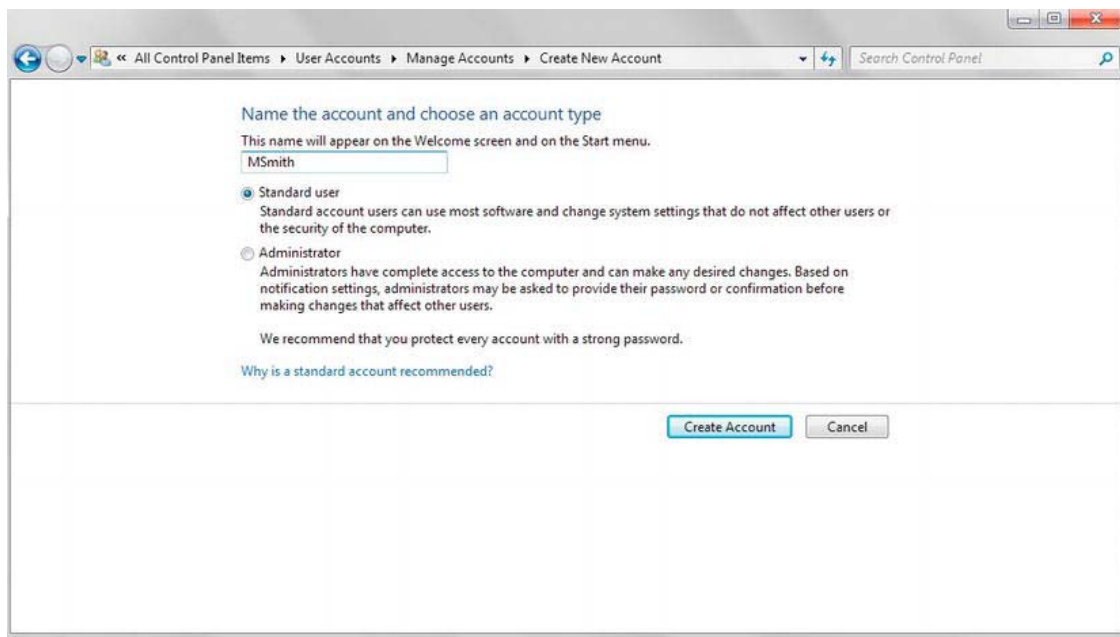 « All Control Panel Items ▸ User Accounts ▸ Manage Accounts ▸ Create New Account
Search Control Panel
Name the account and choose an account type
This name will appear on the Welcome screen and on the Start menu.
MSmith
Standard user
Standard account users can use most software and change system settings that do not affect other users or
the security of the computer.
Administrator
Administrators have complete access to the computer and can make any desired changes. Based on
notification settings, administrators may be asked to provide their password or confirmation before
making changes that affect other users.
We recommend that you protect every account with a strong password.
Why is a standard account recommended?
Create Account
Cancel